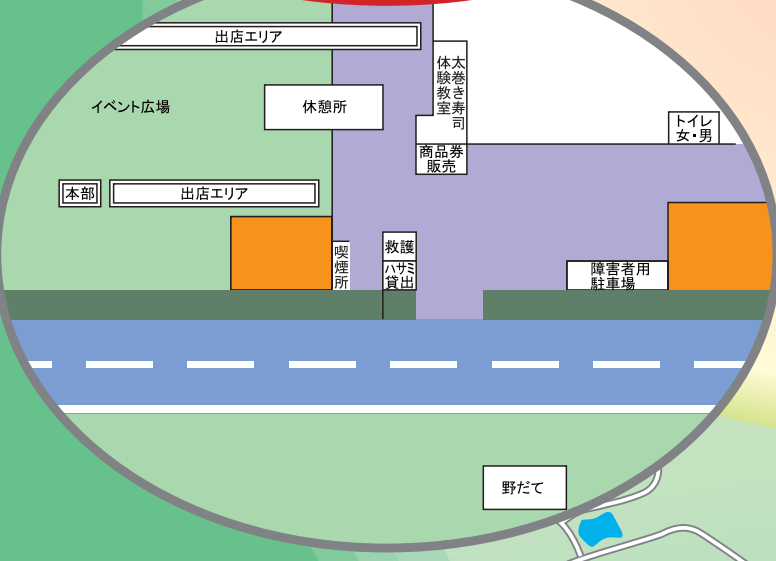 出店エリア
太巻き寿司
体験教室
イベント広場
休憩所
トイレ
女・男
商品券
販売
本部
出店エリア
喫煙所
救護
ハサミ
貸出
障害者用
駐車場
野だて